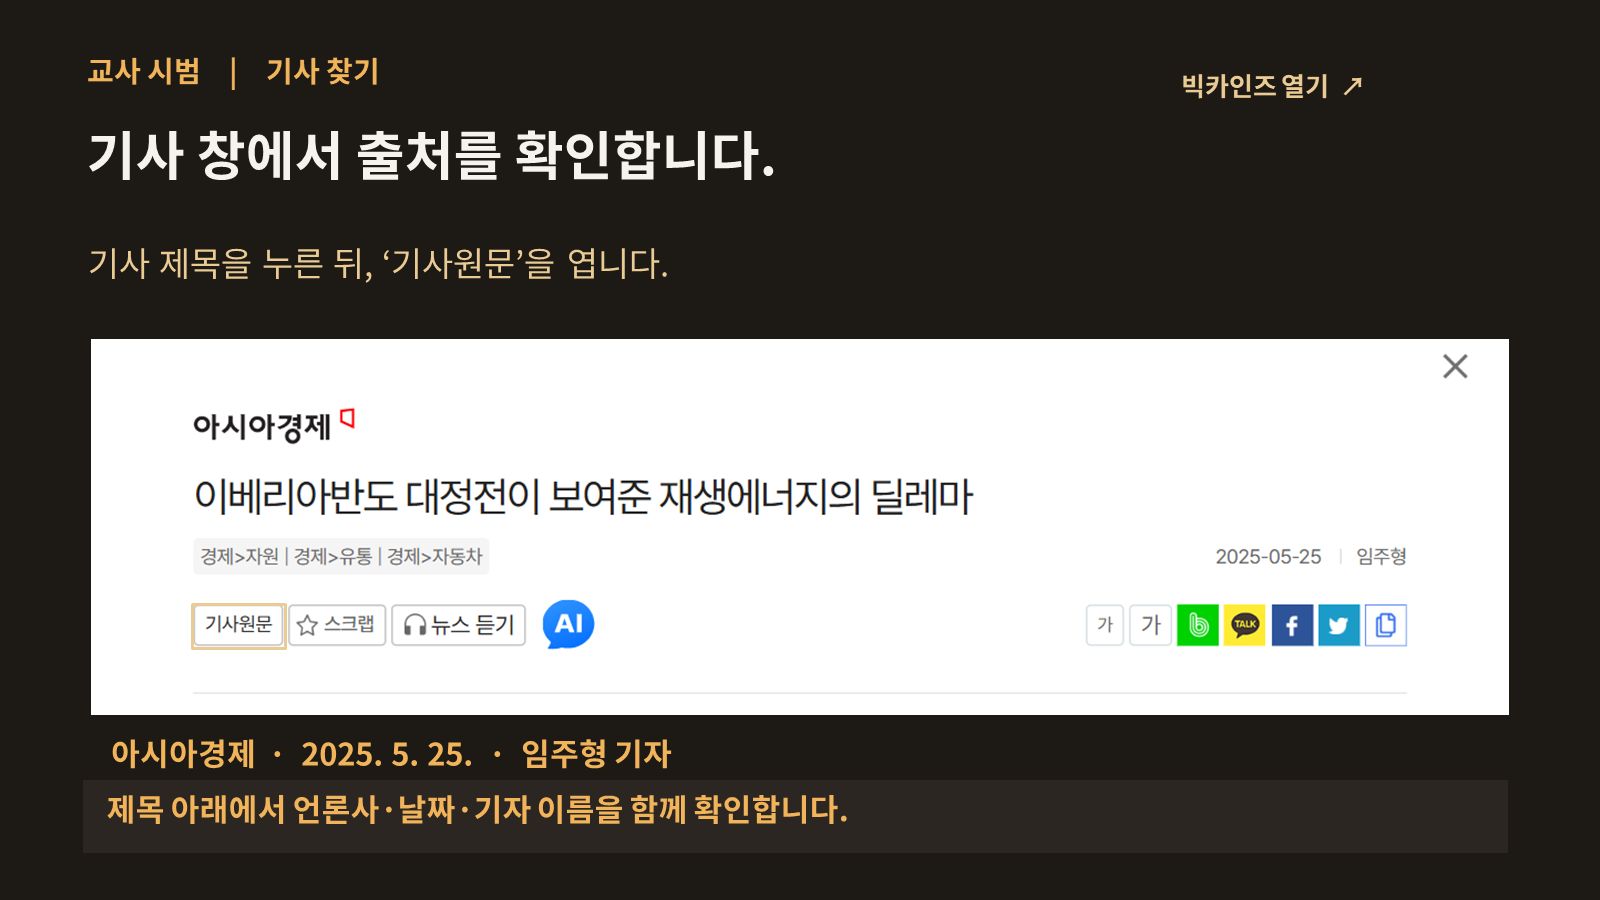 교사 시범 | 기사 찾기
빅카인즈 열기 ↗
기사 창에서 출처를 확인합니다.
기사 제목을 누른 뒤, ‘기사원문’을 엽니다.
아시아경제
이베리아반도 대정전이 보여준 재생에너지의 딜레마
경제>자원 | 경제>유통 | 경제>자동차
2025-05-25 | 임주형
기사원문 스크랩 뉴스 듣기 AI
가 가 b TALK f
아시아경제 · 2025. 5. 25. · 임주형 기자
제목 아래에서 언론사·날짜·기자 이름을 함께 확인합니다.